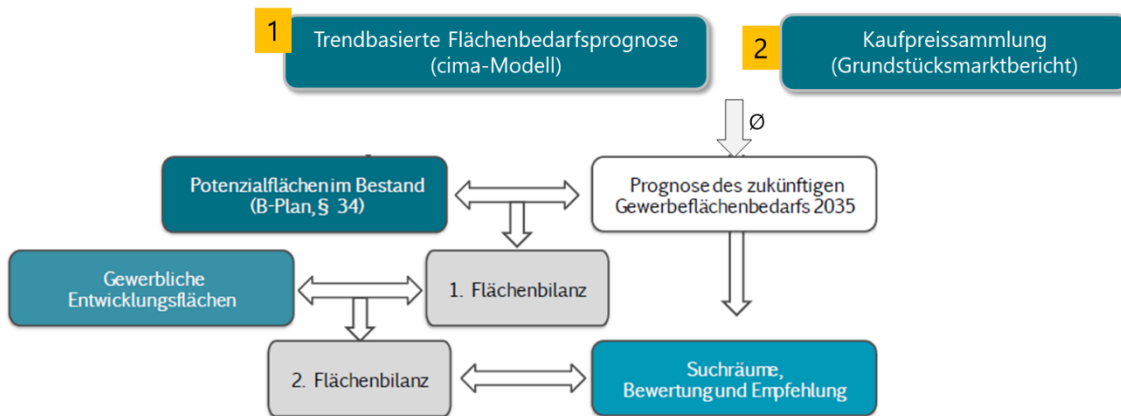 1
Trendbasierte Flächenbedarfsprognose
(cima-Modell)
2
Kaufpreissammlung
(Grundstücksmarktbericht)
Ø
Potenzialflächen im Bestand
(B-Plan, § 34)
Prognose des zukünftigen
Gewerbeflächenbedarfs 2035
Gewerbliche
Entwicklungsflächen
1. Flächenbilanz
2. Flächenbilanz
Suchräume,
Bewertung und Empfehlung